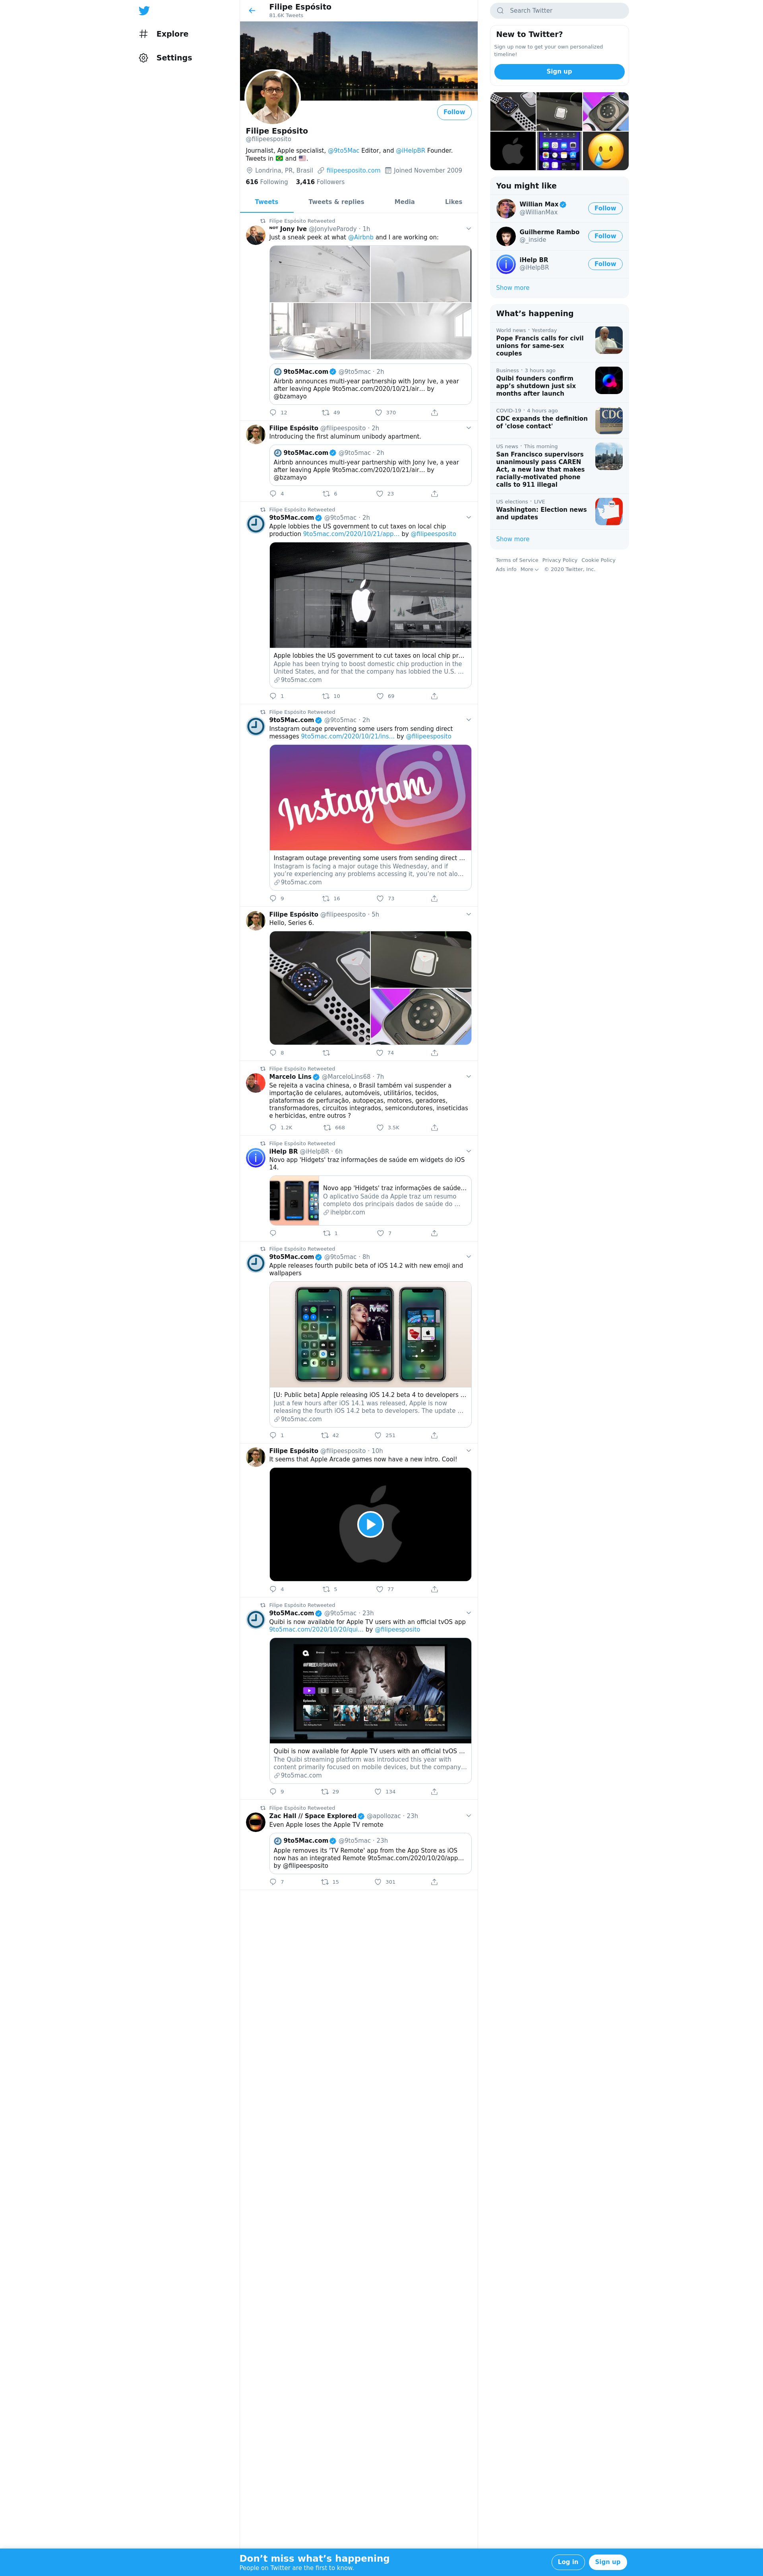 Explore
Settings
Filipe Espósito
81.6K Tweets
Follow
Filipe Espósito
@filipeesposito
Journalist, Apple specialist, @9to5Mac Editor, and @iHelpBR Founder.
Tweets in 🇧🇷 and 🇺🇸.
Londrina, PR, Brasil filipeesposito.com Joined November 2009
616 Following 3,416 Followers
Tweets Tweets & replies Media Likes
Filipe Espósito Retweeted
ᴺᴼᵀ Jony Ive @JonyIveParody · 1h
Just a sneak peek at what @Airbnb and I are working on:
9to5Mac.com @9to5mac · 2h
Airbnb announces multi-year partnership with Jony Ive, a year
after leaving Apple 9to5mac.com/2020/10/21/air… by
@bzamayo
12 49 370
Filipe Espósito @filipeesposito · 2h
Introducing the first aluminum unibody apartment.
9to5Mac.com @9to5mac · 2h
Airbnb announces multi-year partnership with Jony Ive, a year
after leaving Apple 9to5mac.com/2020/10/21/air… by
@bzamayo
4 6 23
Filipe Espósito Retweeted
9to5Mac.com @9to5mac · 2h
Apple lobbies the US government to cut taxes on local chip
production 9to5mac.com/2020/10/21/app… by @filipeesposito
Apple lobbies the US government to cut taxes on local chip pr…
Apple has been trying to boost domestic chip production in the
United States, and for that the company has lobbied the U.S. …
9to5mac.com
1 10 69
Filipe Espósito Retweeted
9to5Mac.com @9to5mac · 2h
Instagram outage preventing some users from sending direct
messages 9to5mac.com/2020/10/21/ins… by @filipeesposito
Instagram
Instagram outage preventing some users from sending direct …
Instagram is facing a major outage this Wednesday, and if
you're experiencing any problems accessing it, you're not alo…
9to5mac.com
9 16 73
Filipe Espósito @filipeesposito · 5h
Hello, Series 6.
8 74
Filipe Espósito Retweeted
Marcelo Lins @MarceloLins68 · 7h
Se rejeita a vacina chinesa, o Brasil também vai suspender a
importação de celulares, automóveis, utilitários, tecidos,
plataformas de perfuração, autopeças, motores, geradores,
transformadores, circuitos integrados, semicondutores, inseticidas
e herbicidas, entre outros ?
1.2K 668 3.5K
Filipe Espósito Retweeted
iHelp BR @iHelpBR · 6h
Novo app 'Hidgets' traz informações de saúde em widgets do iOS
14.
Novo app 'Hidgets' traz informações de saúde…
O aplicativo Saúde da Apple traz um resumo
completo dos principais dados de saúde do …
ihelpbr.com
1 7
Filipe Espósito Retweeted
9to5Mac.com @9to5mac · 8h
Apple releases fourth public beta of iOS 14.2 with new emoji and
wallpapers
[U: Public beta] Apple releasing iOS 14.2 beta 4 to developers …
Just a few hours after iOS 14.1 was released, Apple is now
releasing the fourth iOS 14.2 beta to developers. The update …
9to5mac.com
1 42 251
Filipe Espósito @filipeesposito · 10h
It seems that Apple Arcade games now have a new intro. Cool!
4 5 77
Filipe Espósito Retweeted
9to5Mac.com @9to5mac · 23h
Quibi is now available for Apple TV users with an official tvOS app
9to5mac.com/2020/10/20/qui… by @filipeesposito
Quibi is now available for Apple TV users with an official tvOS …
The Quibi streaming platform was introduced this year with
content primarily focused on mobile devices, but the company…
9to5mac.com
9 29 134
Filipe Espósito Retweeted
Zac Hall // Space Explored @apollozac · 23h
Even Apple loses the Apple TV remote
9to5Mac.com @9to5mac · 23h
Apple removes its 'TV Remote' app from the App Store as iOS
now has an integrated Remote 9to5mac.com/2020/10/20/app…
by @filipeesposito
7 15 301
Search Twitter
New to Twitter?
Sign up now to get your own personalized
timeline!
Sign up
You might like
Willian Max
@WillianMax
Follow
Guilherme Rambo
@_inside
Follow
iHelp BR
@iHelpBR
Follow
Show more
What's happening
World news · Yesterday
Pope Francis calls for civil
unions for same-sex
couples
Business · 3 hours ago
Quibi founders confirm
app's shutdown just six
months after launch
COVID-19 · 4 hours ago
CDC expands the definition
of 'close contact'
CDC
US news · This morning
San Francisco supervisors
unanimously pass CAREN
Act, a new law that makes
racially-motivated phone
calls to 911 illegal
US elections · LIVE
Washington: Election news
and updates
Show more
Terms of Service Privacy Policy Cookie Policy
Ads info More © 2020 Twitter, Inc.
Don't miss what's happening
People on Twitter are the first to know.
Log in
Sign up